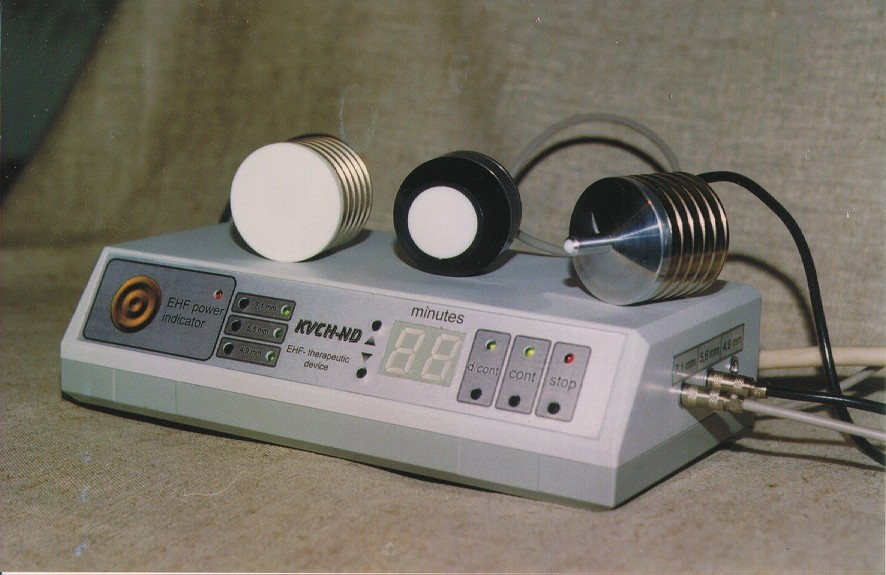 EHF power
indicator
7,1 mm
5,6 mm
4,9 mm
KVCH-ND
EHF- therapeutic
device
minutes
88
d/cont
cont
stop
7,1 mm
5,6 mm
4,9 mm